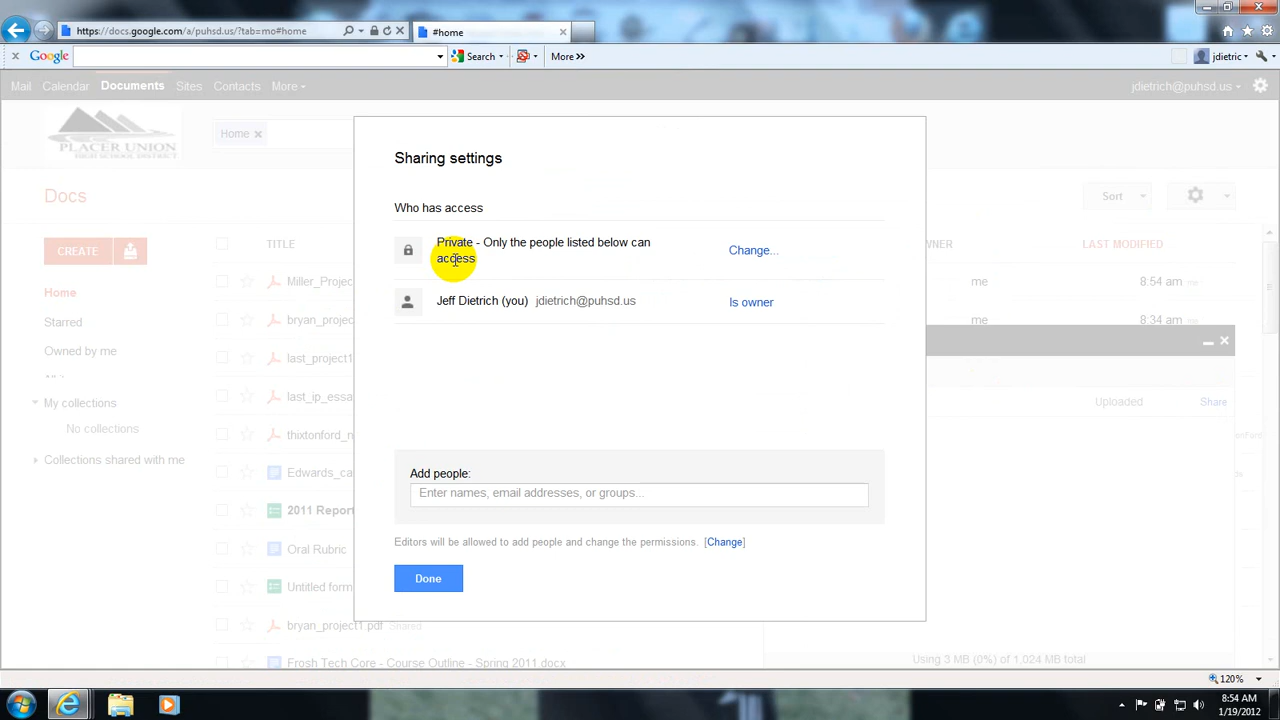 https://docs.google.com/a/puhsd.us/?tab=mo#home
#home
Google
Search
More »
jdietric
Mail Calendar Documents Sites Contacts More
jdietrich@puhsd.us
PLACER UNION
HIGH SCHOOL DISTRICT
Home
Docs
Sort
CREATE
TITLE
OWNER
LAST MODIFIED
Home
Starred
Owned by me
My collections
No collections
Collections shared with me
Miller_Projec
me
8:54 am
me
bryan_projec
me
8:34 am
me
last_project1
last_ip_essa
thixtonford_n
Edwards_ca
2011 Report
Oral Rubric
Untitled form
bryan_project1.pdf Shared
Frosh Tech Core - Course Outline - Spring 2011.docx
Sharing settings
Who has access
Private - Only the people listed below can
access
Change...
Jeff Dietrich (you) jdietrich@puhsd.us
Is owner
Add people:
Enter names, email addresses, or groups...
Editors will be allowed to add people and change the permissions. [Change]
Done
Uploaded
Share
Using 3 MB (0%) of 1,024 MB total
120%
8:54 AM
1/19/2012